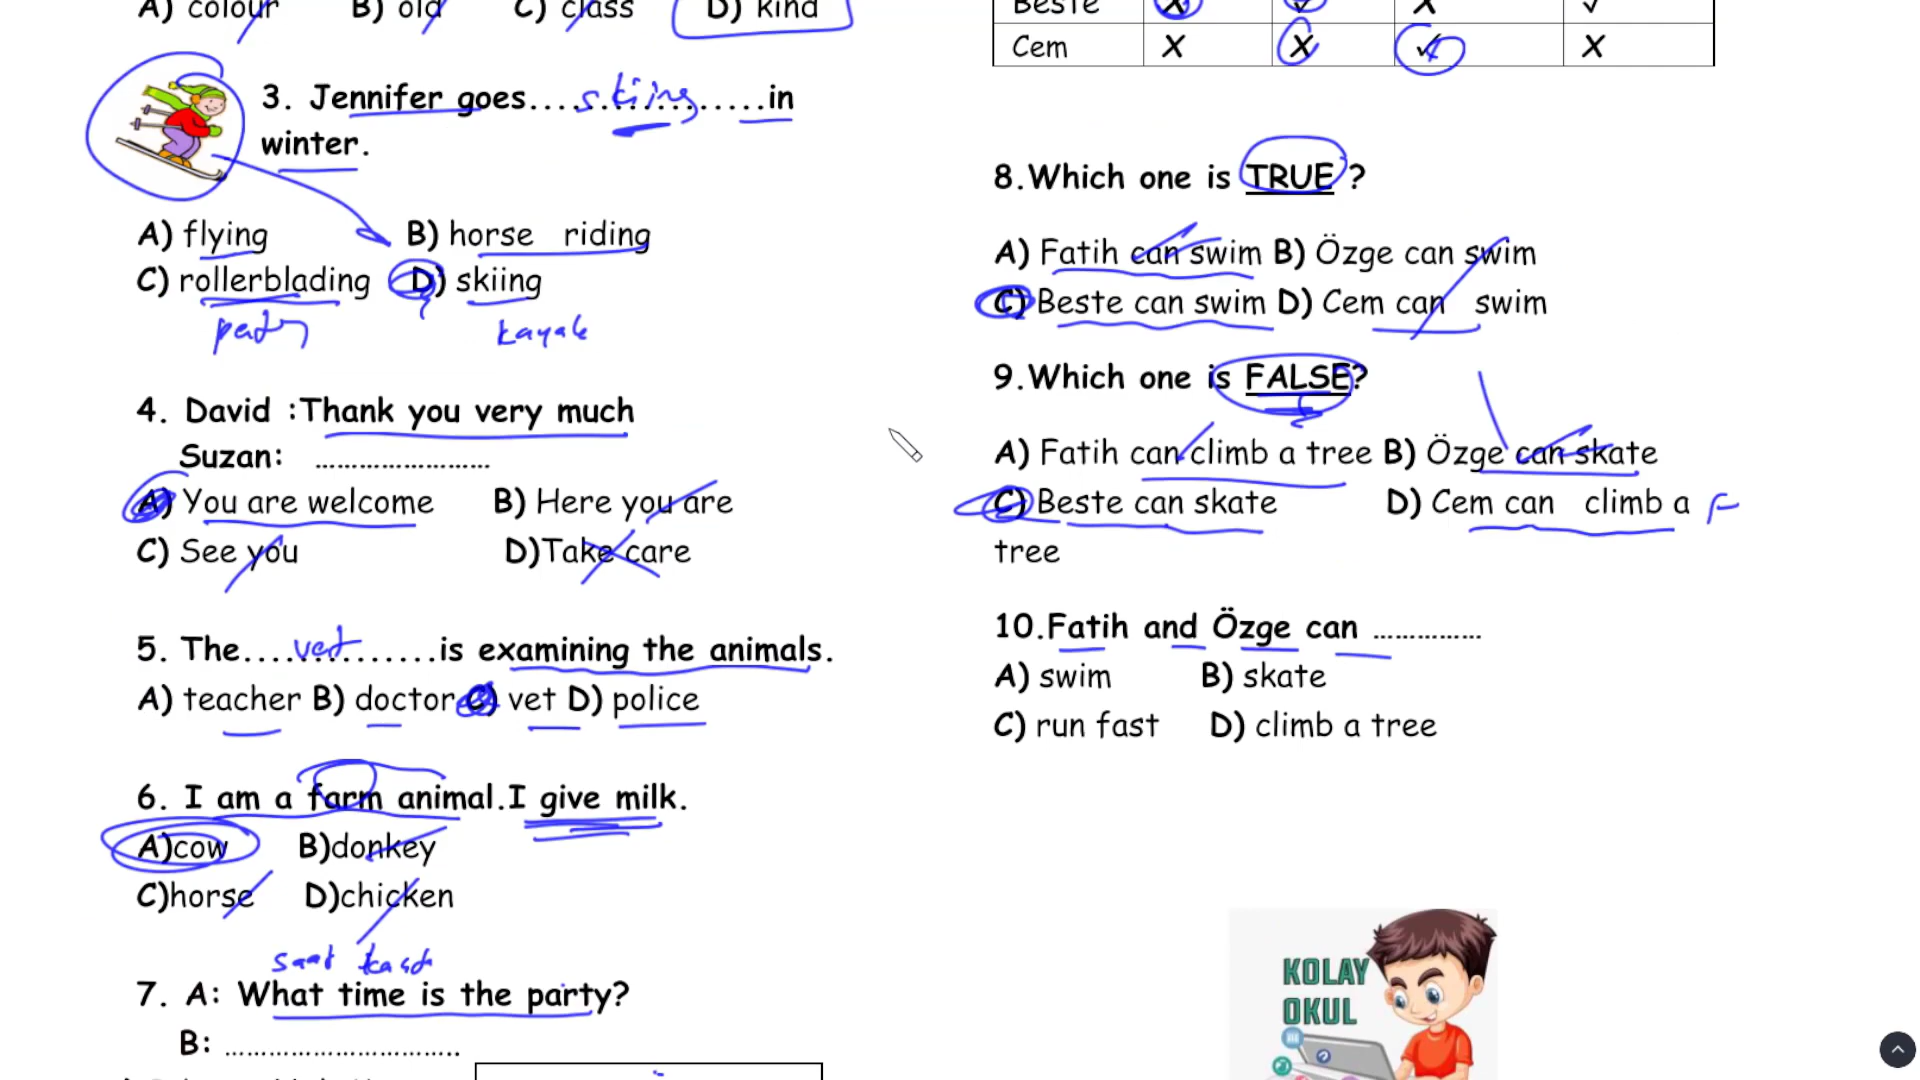 A) colour B) old C) class D) kind
3. Jennifer goes....skiing....in
winter.
A) flying B) horse riding
C) rollerblading D) skiing
kayak
4. David :Thank you very much
Suzan: ........................
A) You are welcome B) Here you are
C) See you D)Take care
5. The....vet....is examining the animals.
A) teacher B) doctor C) vet D) police
6. I am a farm animal.I give milk.
A)cow B)donkey
C)horse D)chicken
saat
7. A: What time is the party?
B: ................................
Beste X ✓ X ✓
Cem X X ✓ X
8.Which one is TRUE ?
A) Fatih can swim B) Özge can swim
C) Beste can swim D) Cem can swim
9.Which one is FALSE?
A) Fatih can climb a tree B) Özge can skate
C) Beste can skate D) Cem can climb a F
tree
10.Fatih and Özge can ...............
A) swim B) skate
C) run fast D) climb a tree
KOLAY
OKUL